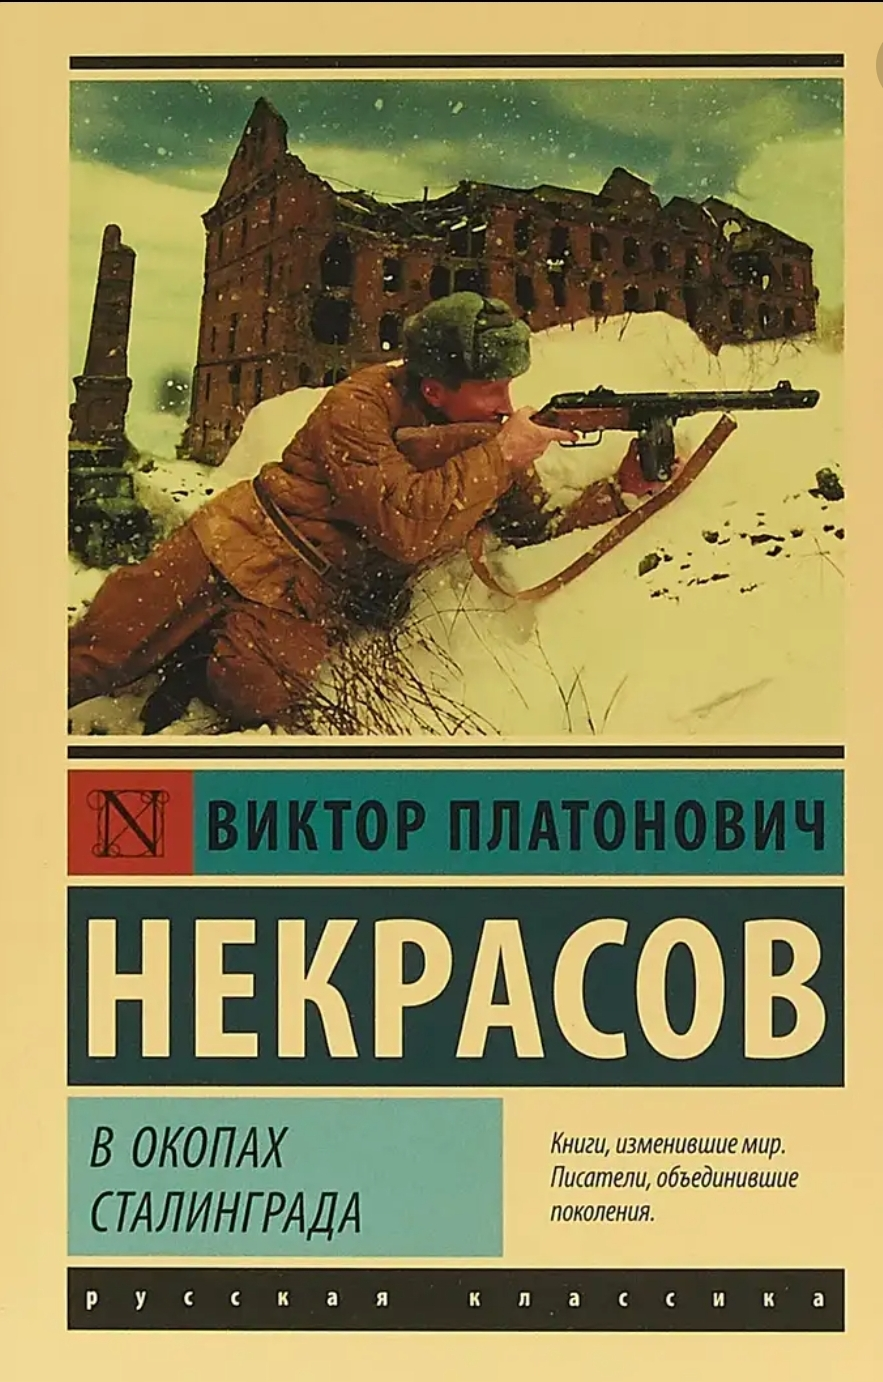 N
ВИКТОР ПЛАТОНОВИЧ
НЕКРАСОВ
В ОКОПАХ
СТАЛИНГРАДА
Книги, изменившие мир.
Писатели, объединившие
поколения.
русская классика